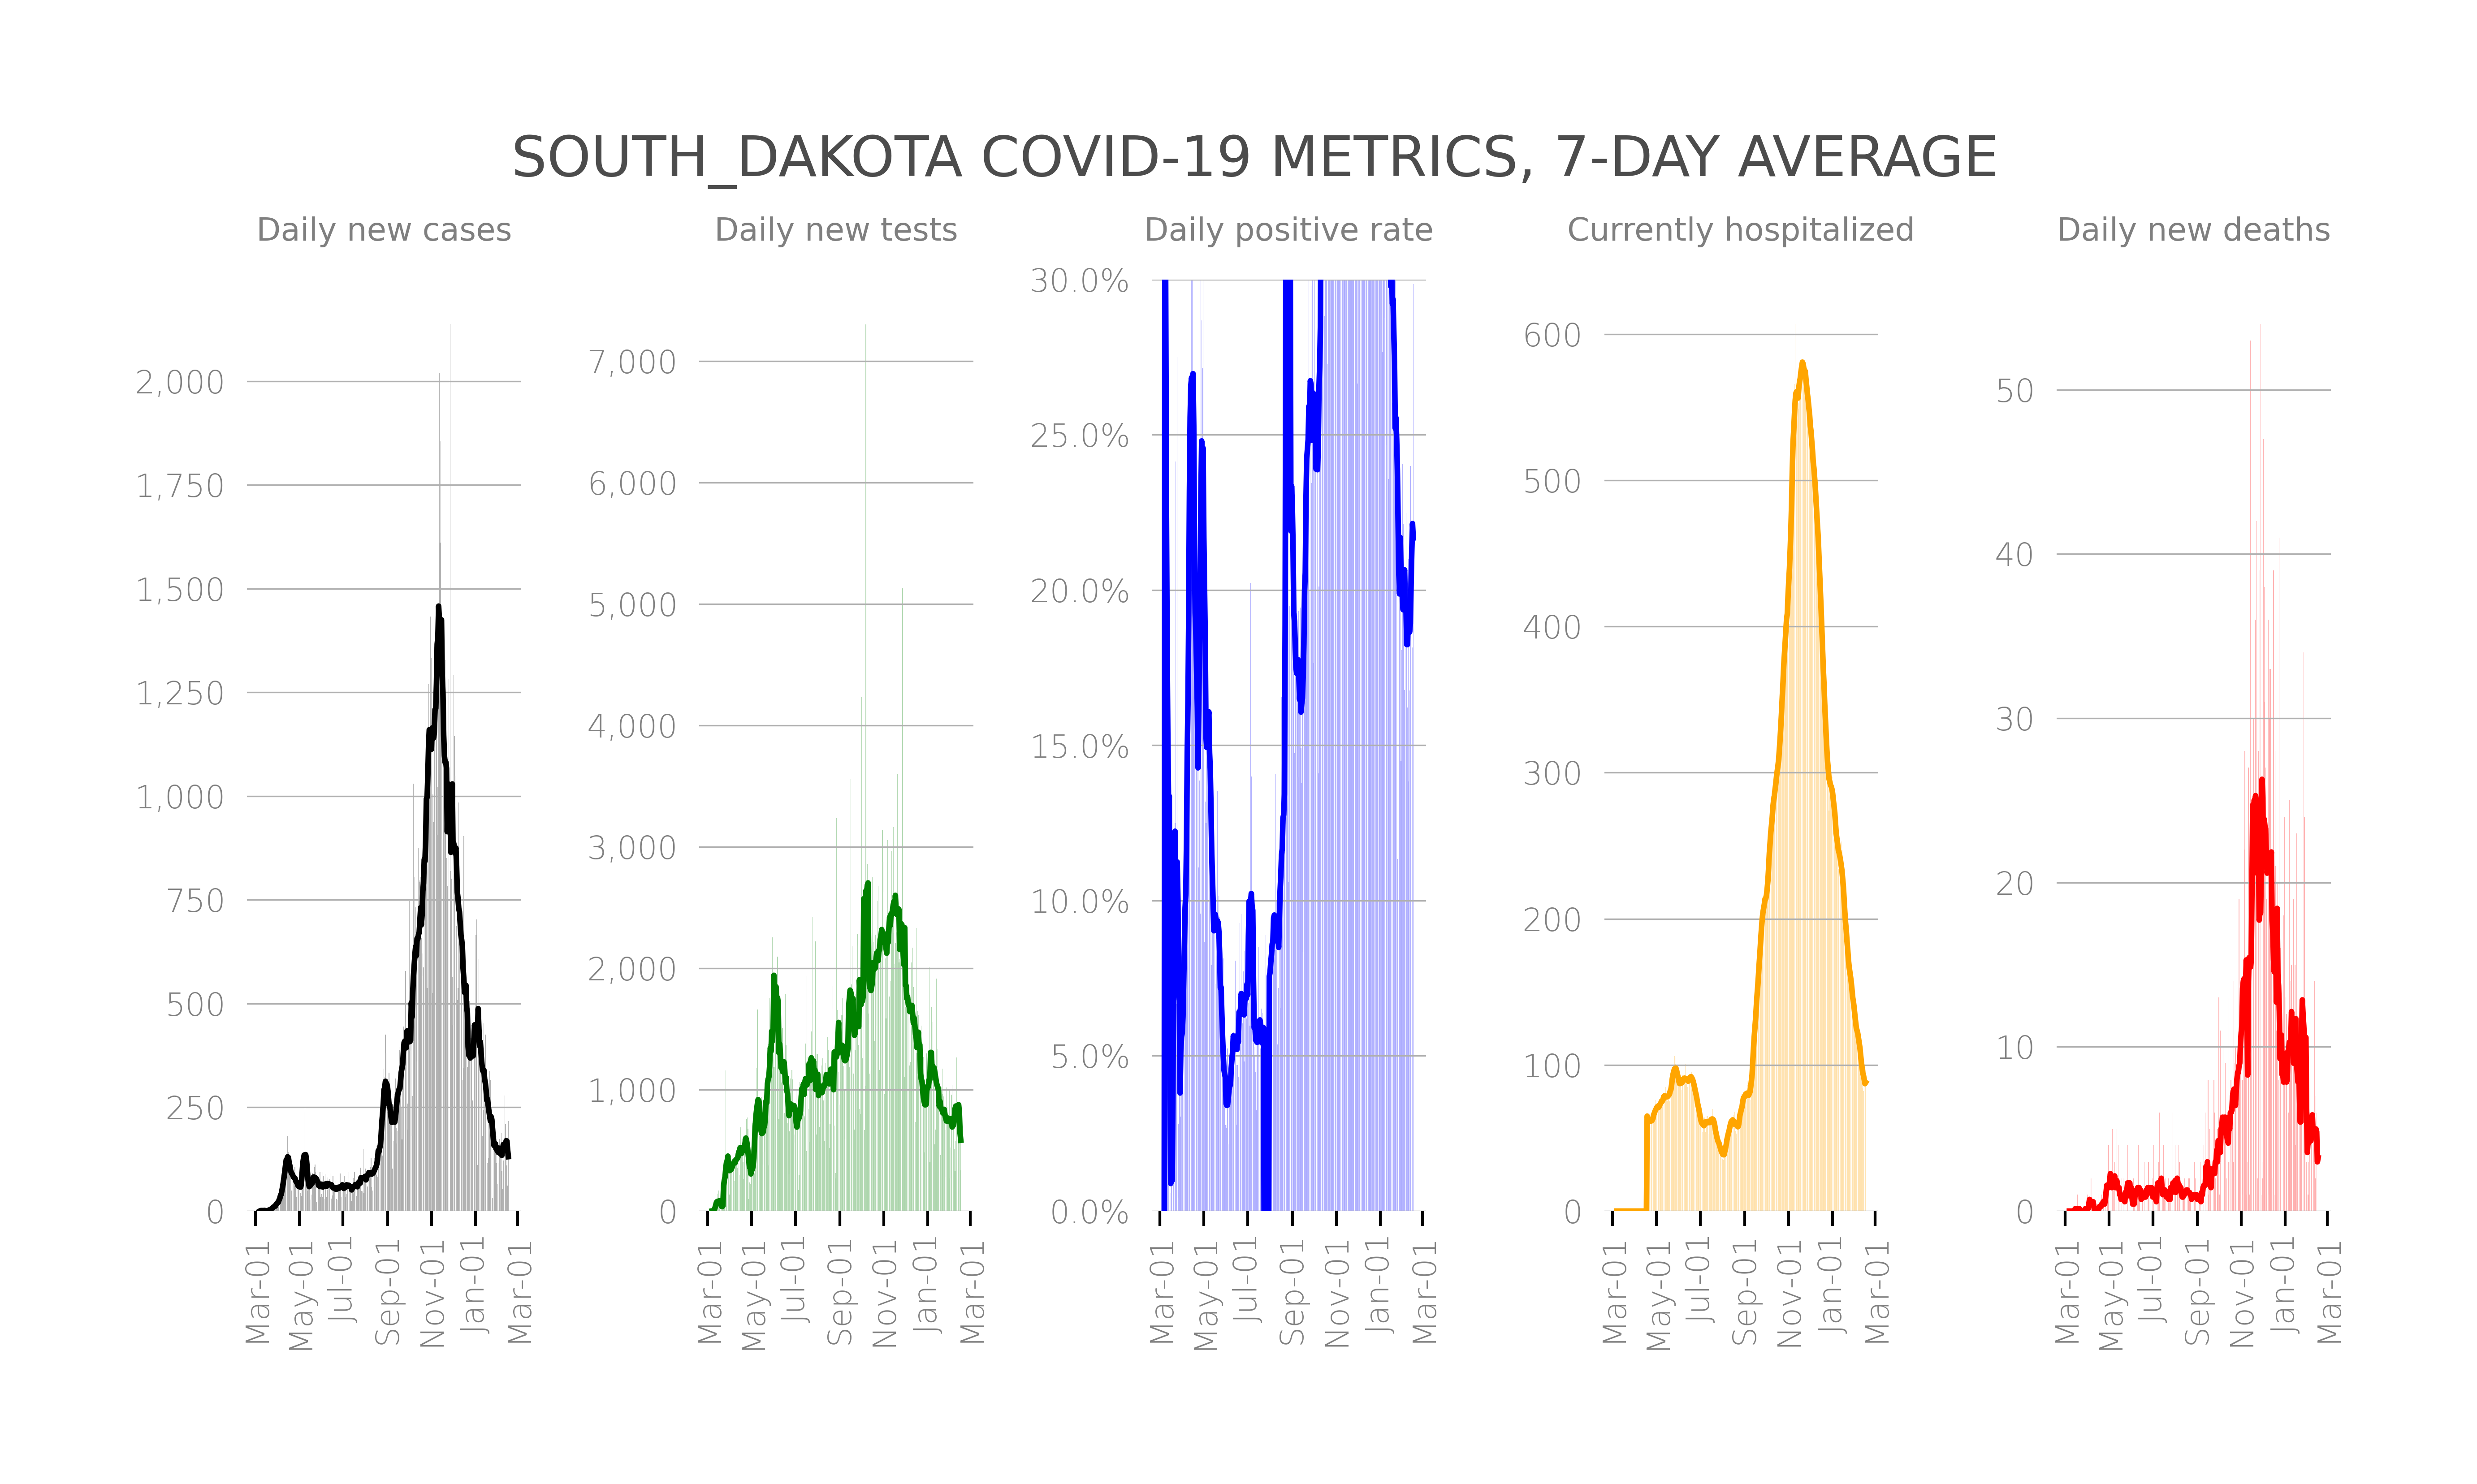 SOUTH_DAKOTA COVID-19 METRICS, 7-DAY AVERAGE
Daily new cases
2,000
1,750
1,500
1,250
1,000
750
500
250
0
Mar-01
May-01
Jul-01
Sep-01
Nov-01
Jan-01
Mar-01
Daily new tests
7,000
6,000
5,000
4,000
3,000
2,000
1,000
0
Mar-01
May-01
Jul-01
Sep-01
Nov-01
Jan-01
Mar-01
Daily positive rate
30.0%
25.0%
20.0%
15.0%
10.0%
5.0%
0.0%
Mar-01
May-01
Jul-01
Sep-01
Nov-01
Jan-01
Mar-01
Currently hospitalized
600
500
400
300
200
100
0
Mar-01
May-01
Jul-01
Sep-01
Nov-01
Jan-01
Mar-01
Daily new deaths
50
40
30
20
10
0
Mar-01
May-01
Jul-01
Sep-01
Nov-01
Jan-01
Mar-01